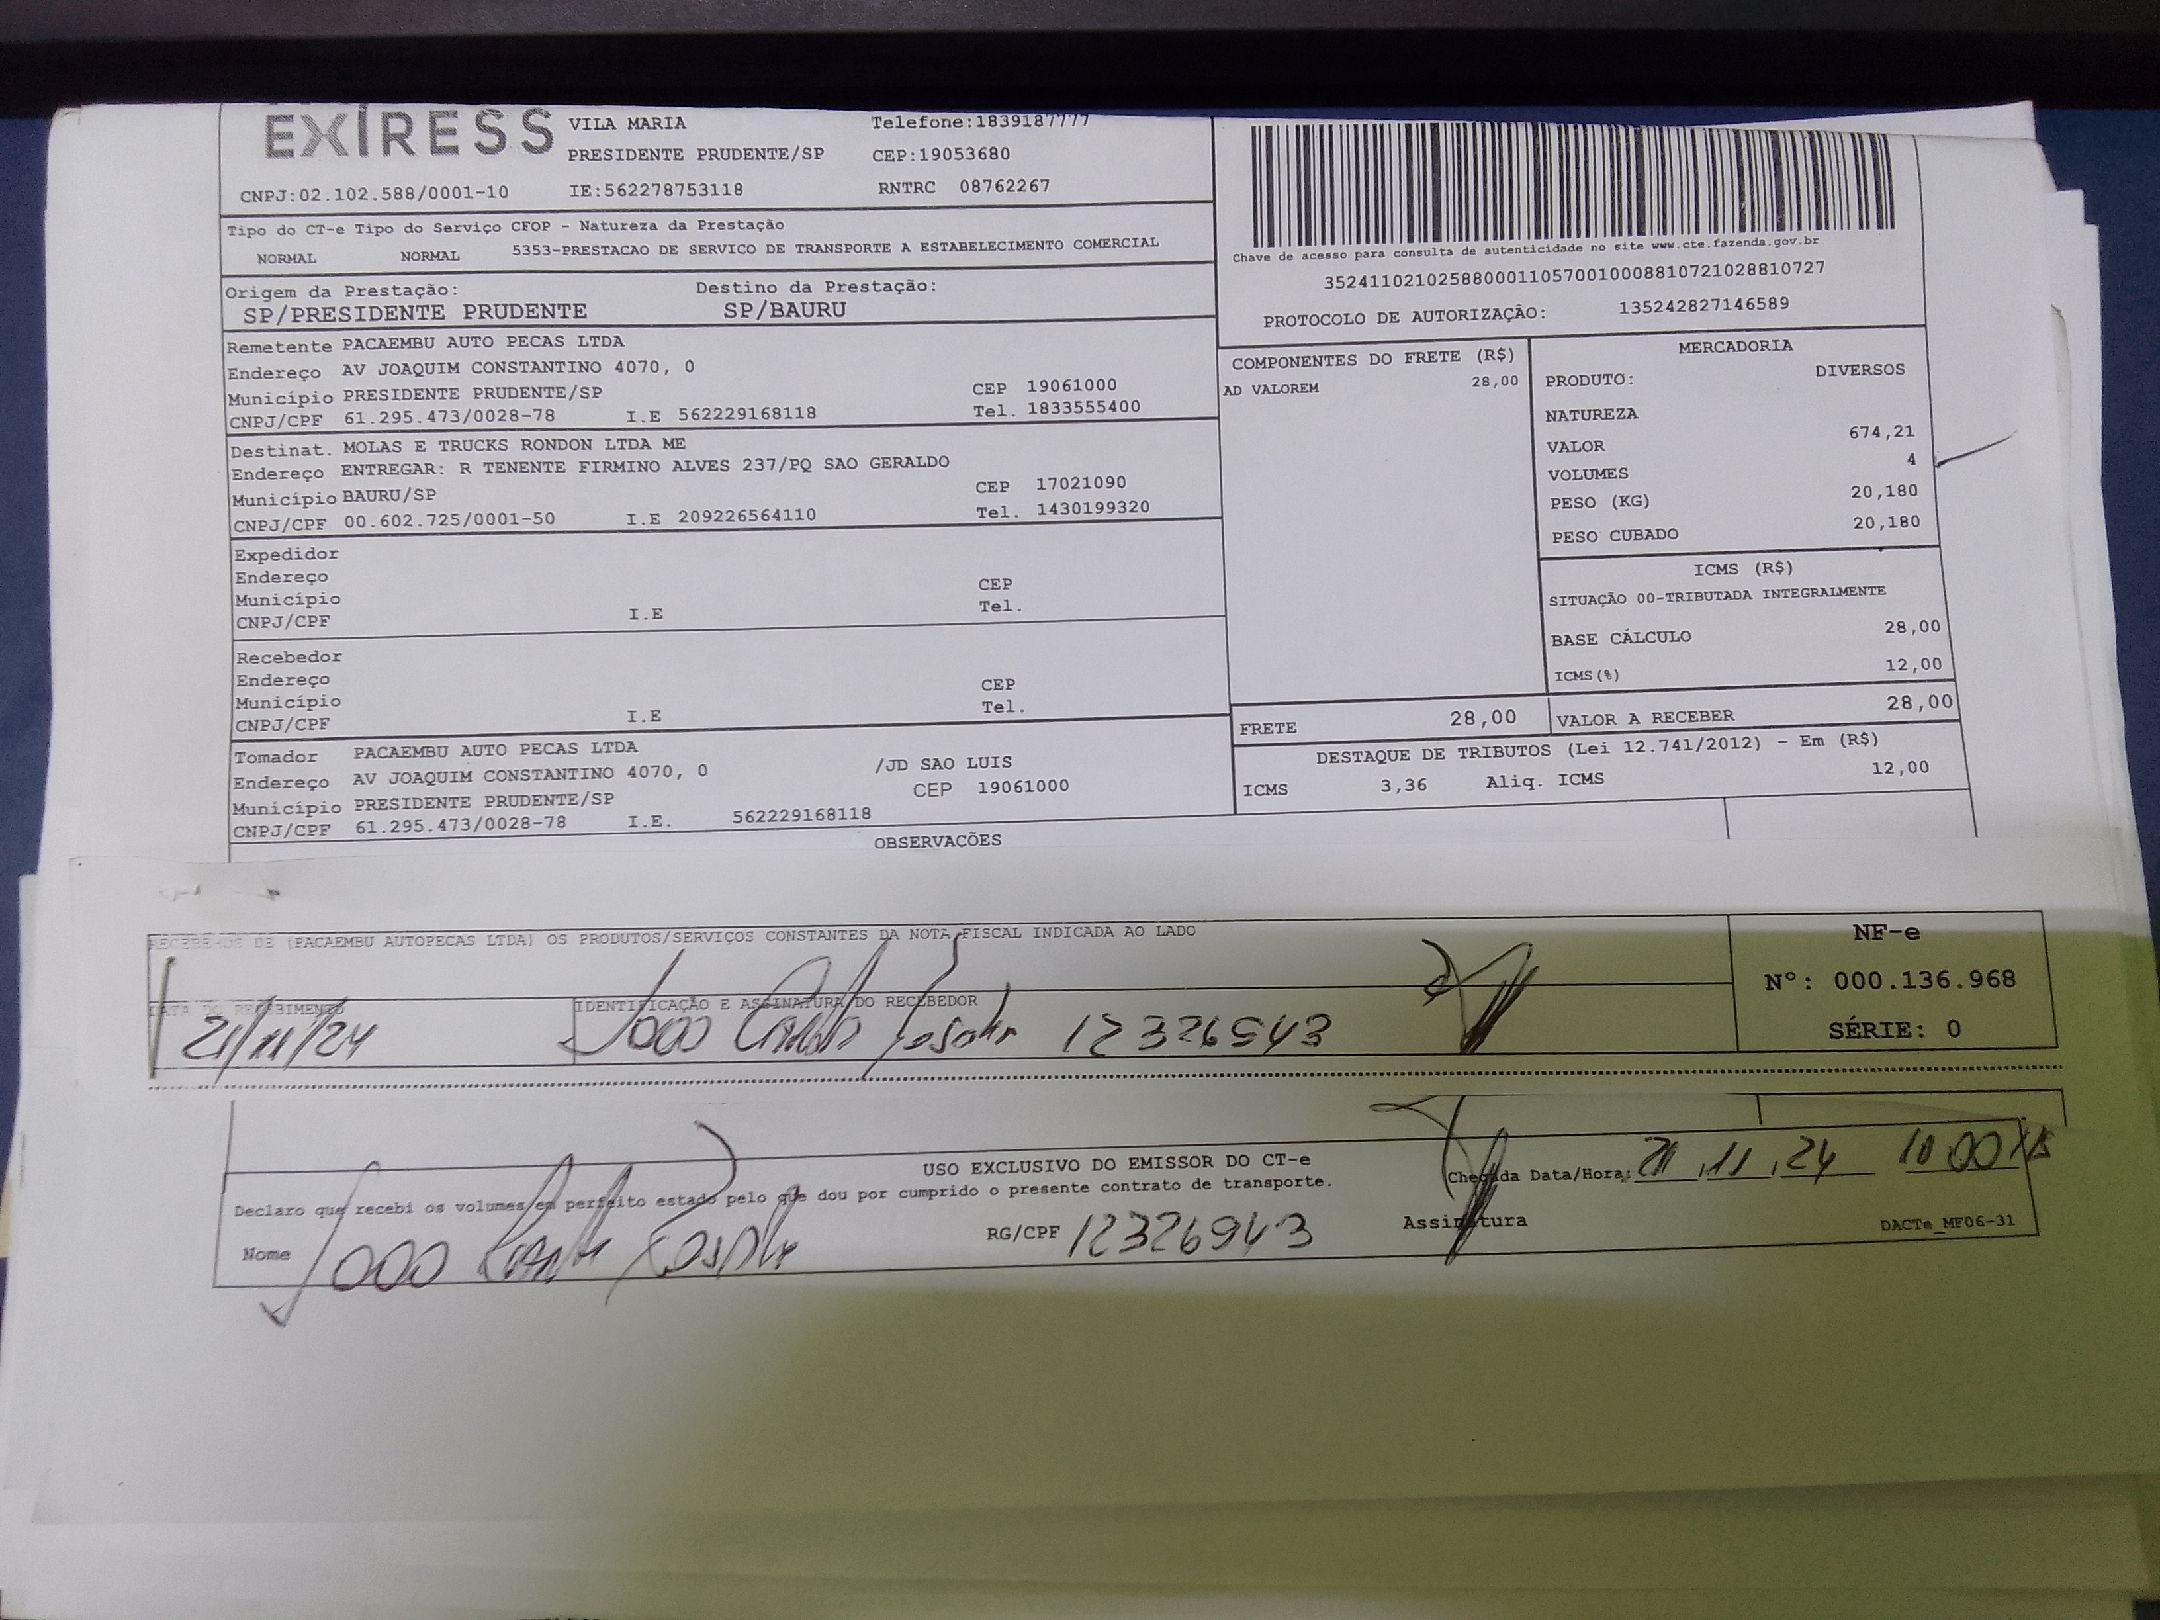 EXÍRESS
VILA MARIA Telefone:1839187777
PRESIDENTE PRUDENTE/SP CEP:19053680
CNPJ:02.102.588/0001-10 IE:562278753118 RNTRC 08762267
Tipo do CT-e Tipo do Serviço CFOP - Natureza da Prestação
NORMAL NORMAL 5353-PRESTACAO DE SERVICO DE TRANSPORTE A ESTABELECIMENTO COMERCIAL
Origem da Prestação: Destino da Prestação:
SP/PRESIDENTE PRUDENTE SP/BAURU
Chave de acesso para consulta de autenticidade no site www.cte.fazenda.gov.br
35241102102588000110570010008810721028810727
PROTOCOLO DE AUTORIZAÇÃO: 135242827146589
Remetente PACAEMBU AUTO PECAS LTDA
Endereço AV JOAQUIM CONSTANTINO 4070, 0
Município PRESIDENTE PRUDENTE/SP CEP 19061000
CNPJ/CPF 61.295.473/0028-78 I.E 562229168118 Tel. 1833555400
Destinat. MOLAS E TRUCKS RONDON LTDA ME
Endereço ENTREGAR: R TENENTE FIRMINO ALVES 237/PQ SAO GERALDO
Município BAURU/SP CEP 17021090
CNPJ/CPF 00.602.725/0001-50 I.E 209226564110 Tel. 1430199320
Expedidor
Endereço
Município CEP
CNPJ/CPF I.E Tel.
Recebedor
Endereço
Município CEP
CNPJ/CPF I.E Tel.
Tomador PACAEMBU AUTO PECAS LTDA
Endereço AV JOAQUIM CONSTANTINO 4070, 0 /JD SAO LUIS
Município PRESIDENTE PRUDENTE/SP CEP 19061000
CNPJ/CPF 61.295.473/0028-78 I.E. 562229168118
COMPONENTES DO FRETE (R$)
AD VALOREM 28,00
MERCADORIA
PRODUTO: DIVERSOS
NATUREZA
VALOR 674,21
VOLUMES 4
PESO (KG) 20,180
PESO CUBADO 20,180
ICMS (R$)
SITUAÇÃO 00-TRIBUTADA INTEGRALMENTE
BASE CÁLCULO 28,00
ICMS(%) 12,00
FRETE 28,00 VALOR A RECEBER 28,00
DESTAQUE DE TRIBUTOS (Lei 12.741/2012) - Em (R$)
ICMS 3,36 Aliq. ICMS 12,00
OBSERVAÇÕES
RECEBEMOS DE (PACAEMBU AUTOPECAS LTDA) OS PRODUTOS/SERVIÇOS CONSTANTES DA NOTA FISCAL INDICADA AO LADO
DATA DO RECEBIMENTO IDENTIFICAÇÃO E ASSINATURA DO RECEBEDOR
21/11/24 12326943
NF-e
Nº: 000.136.968
SÉRIE: 0
USO EXCLUSIVO DO EMISSOR DO CT-e
Chegada Data/Hora: 21,11,24 10:00
Declaro que recebi os volumes em perfeito estado pelo que dou por cumprido o presente contrato de transporte.
Nome RG/CPF 12326943 Assinatura DACTe_MF06-31